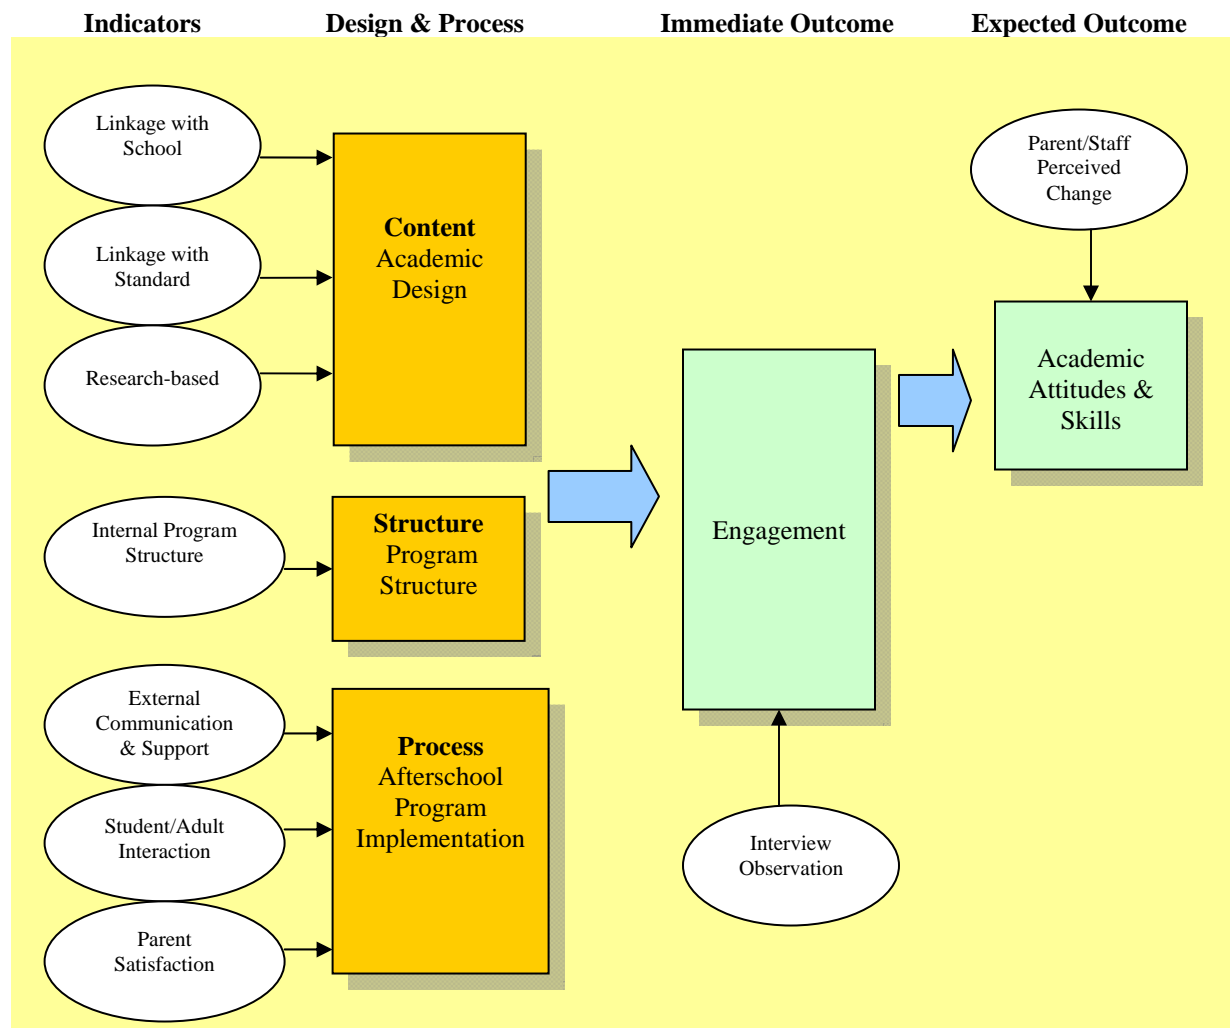 Indicators
Design & Process
Immediate Outcome
Expected Outcome
Linkage with
School
Linkage with
Standard
Research-based
Content
Academic
Design
Internal Program
Structure
Structure
Program
Structure
External
Communication
& Support
Student/Adult
Interaction
Parent
Satisfaction
Process
Afterschool
Program
Implementation
Engagement
Interview
Observation
Parent/Staff
Perceived
Change
Academic
Attitudes &
Skills